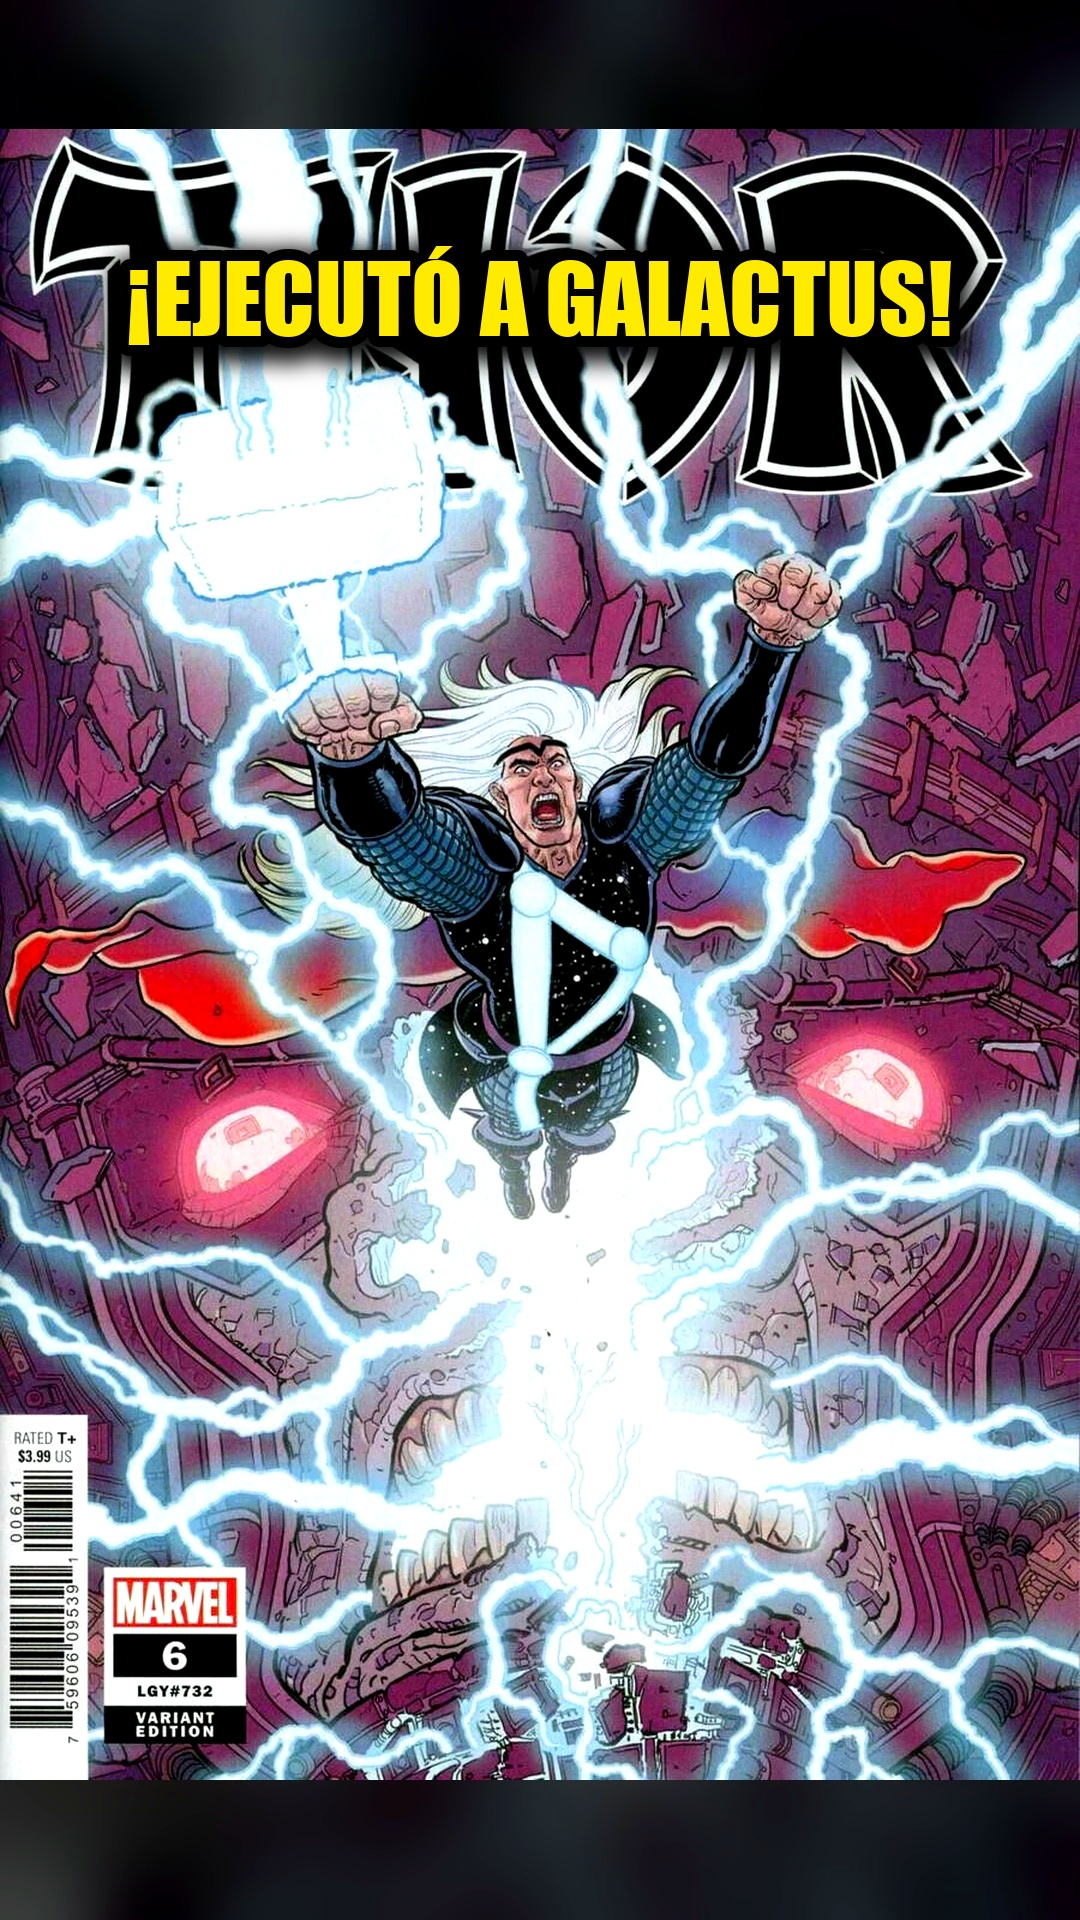 THOR
¡EJECUTÓ A GALACTUS!
RATED T+
$3.99 US
00641
7 59606 09539 1
MARVEL
6
LGY#732
VARIANT
EDITION